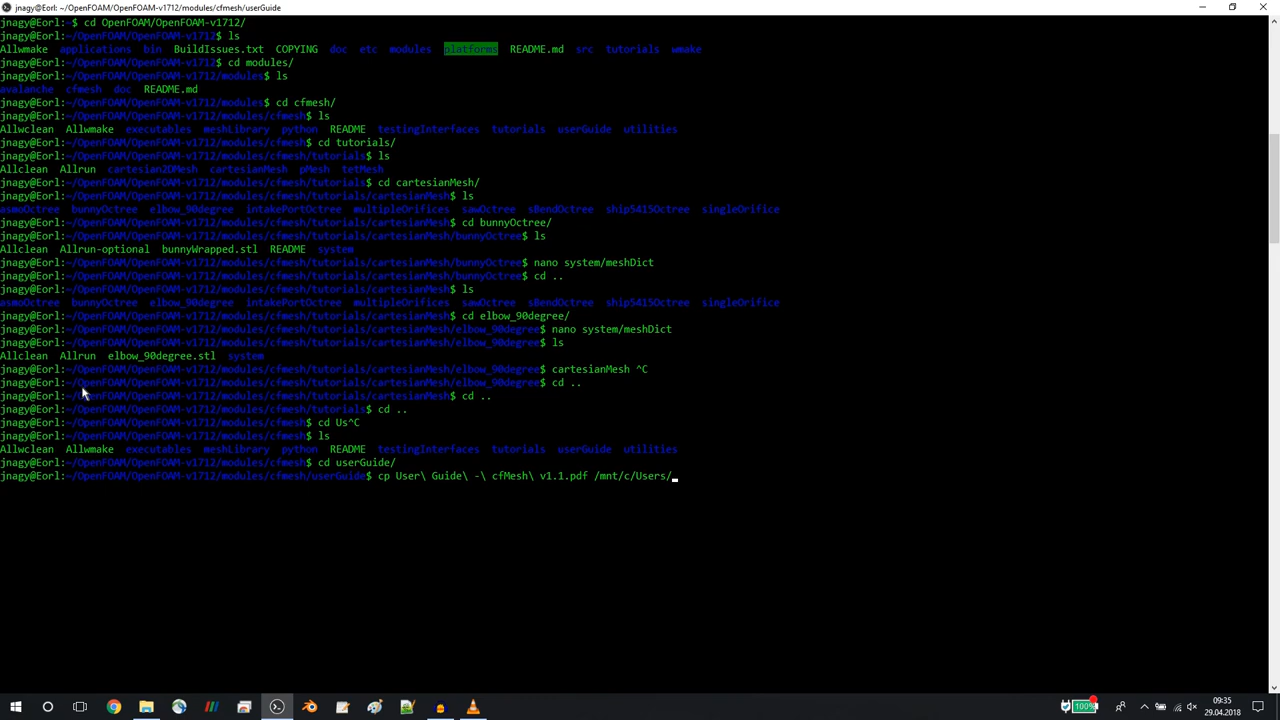 jnagy@Eorl: ~/OpenFOAM/OpenFOAM-v1712/modules/cfmesh/userGuide
jnagy@Eorl:~$ cd OpenFOAM/OpenFOAM-v1712/
jnagy@Eorl:~/OpenFOAM/OpenFOAM-v1712$ ls
Allwmake applications bin BuildIssues.txt COPYING doc etc modules platforms README.md src tutorials wmake
jnagy@Eorl:~/OpenFOAM/OpenFOAM-v1712$ cd modules/
jnagy@Eorl:~/OpenFOAM/OpenFOAM-v1712/modules$ ls
avalanche cfmesh doc README.md
jnagy@Eorl:~/OpenFOAM/OpenFOAM-v1712/modules$ cd cfmesh/
jnagy@Eorl:~/OpenFOAM/OpenFOAM-v1712/modules/cfmesh$ ls
Allwclean Allwmake executables meshLibrary python README testingInterfaces tutorials userGuide utilities
jnagy@Eorl:~/OpenFOAM/OpenFOAM-v1712/modules/cfmesh$ cd tutorials/
jnagy@Eorl:~/OpenFOAM/OpenFOAM-v1712/modules/cfmesh/tutorials$ ls
Allclean Allrun cartesian2DMesh cartesianMesh pMesh tetMesh
jnagy@Eorl:~/OpenFOAM/OpenFOAM-v1712/modules/cfmesh/tutorials$ cd cartesianMesh/
jnagy@Eorl:~/OpenFOAM/OpenFOAM-v1712/modules/cfmesh/tutorials/cartesianMesh$ ls
asmoOctree bunnyOctree elbow_90degree intakePortOctree multipleOrifices sawOctree sBendOctree ship5415Octree singleOrifice
jnagy@Eorl:~/OpenFOAM/OpenFOAM-v1712/modules/cfmesh/tutorials/cartesianMesh$ cd bunnyOctree/
jnagy@Eorl:~/OpenFOAM/OpenFOAM-v1712/modules/cfmesh/tutorials/cartesianMesh/bunnyOctree$ ls
Allclean Allrun-optional bunnyWrapped.stl README system
jnagy@Eorl:~/OpenFOAM/OpenFOAM-v1712/modules/cfmesh/tutorials/cartesianMesh/bunnyOctree$ nano system/meshDict
jnagy@Eorl:~/OpenFOAM/OpenFOAM-v1712/modules/cfmesh/tutorials/cartesianMesh/bunnyOctree$ cd ..
jnagy@Eorl:~/OpenFOAM/OpenFOAM-v1712/modules/cfmesh/tutorials/cartesianMesh$ ls
asmoOctree bunnyOctree elbow_90degree intakePortOctree multipleOrifices sawOctree sBendOctree ship5415Octree singleOrifice
jnagy@Eorl:~/OpenFOAM/OpenFOAM-v1712/modules/cfmesh/tutorials/cartesianMesh$ cd elbow_90degree/
jnagy@Eorl:~/OpenFOAM/OpenFOAM-v1712/modules/cfmesh/tutorials/cartesianMesh/elbow_90degree$ nano system/meshDict
jnagy@Eorl:~/OpenFOAM/OpenFOAM-v1712/modules/cfmesh/tutorials/cartesianMesh/elbow_90degree$ ls
Allclean Allrun elbow_90degree.stl system
jnagy@Eorl:~/OpenFOAM/OpenFOAM-v1712/modules/cfmesh/tutorials/cartesianMesh/elbow_90degree$ cartesianMesh ^C
jnagy@Eorl:~/OpenFOAM/OpenFOAM-v1712/modules/cfmesh/tutorials/cartesianMesh/elbow_90degree$ cd ..
jnagy@Eorl:~/OpenFOAM/OpenFOAM-v1712/modules/cfmesh/tutorials/cartesianMesh$ cd ..
jnagy@Eorl:~/OpenFOAM/OpenFOAM-v1712/modules/cfmesh/tutorials$ cd ..
jnagy@Eorl:~/OpenFOAM/OpenFOAM-v1712/modules/cfmesh$ cd Us^C
jnagy@Eorl:~/OpenFOAM/OpenFOAM-v1712/modules/cfmesh$ ls
Allwclean Allwmake executables meshLibrary python README testingInterfaces tutorials userGuide utilities
jnagy@Eorl:~/OpenFOAM/OpenFOAM-v1712/modules/cfmesh$ cd userGuide/
jnagy@Eorl:~/OpenFOAM/OpenFOAM-v1712/modules/cfmesh/userGuide$ cp User\ Guide\ -\ cfMesh\ v1.1.pdf /mnt/c/Users/
100%
09:35
29.04.2018